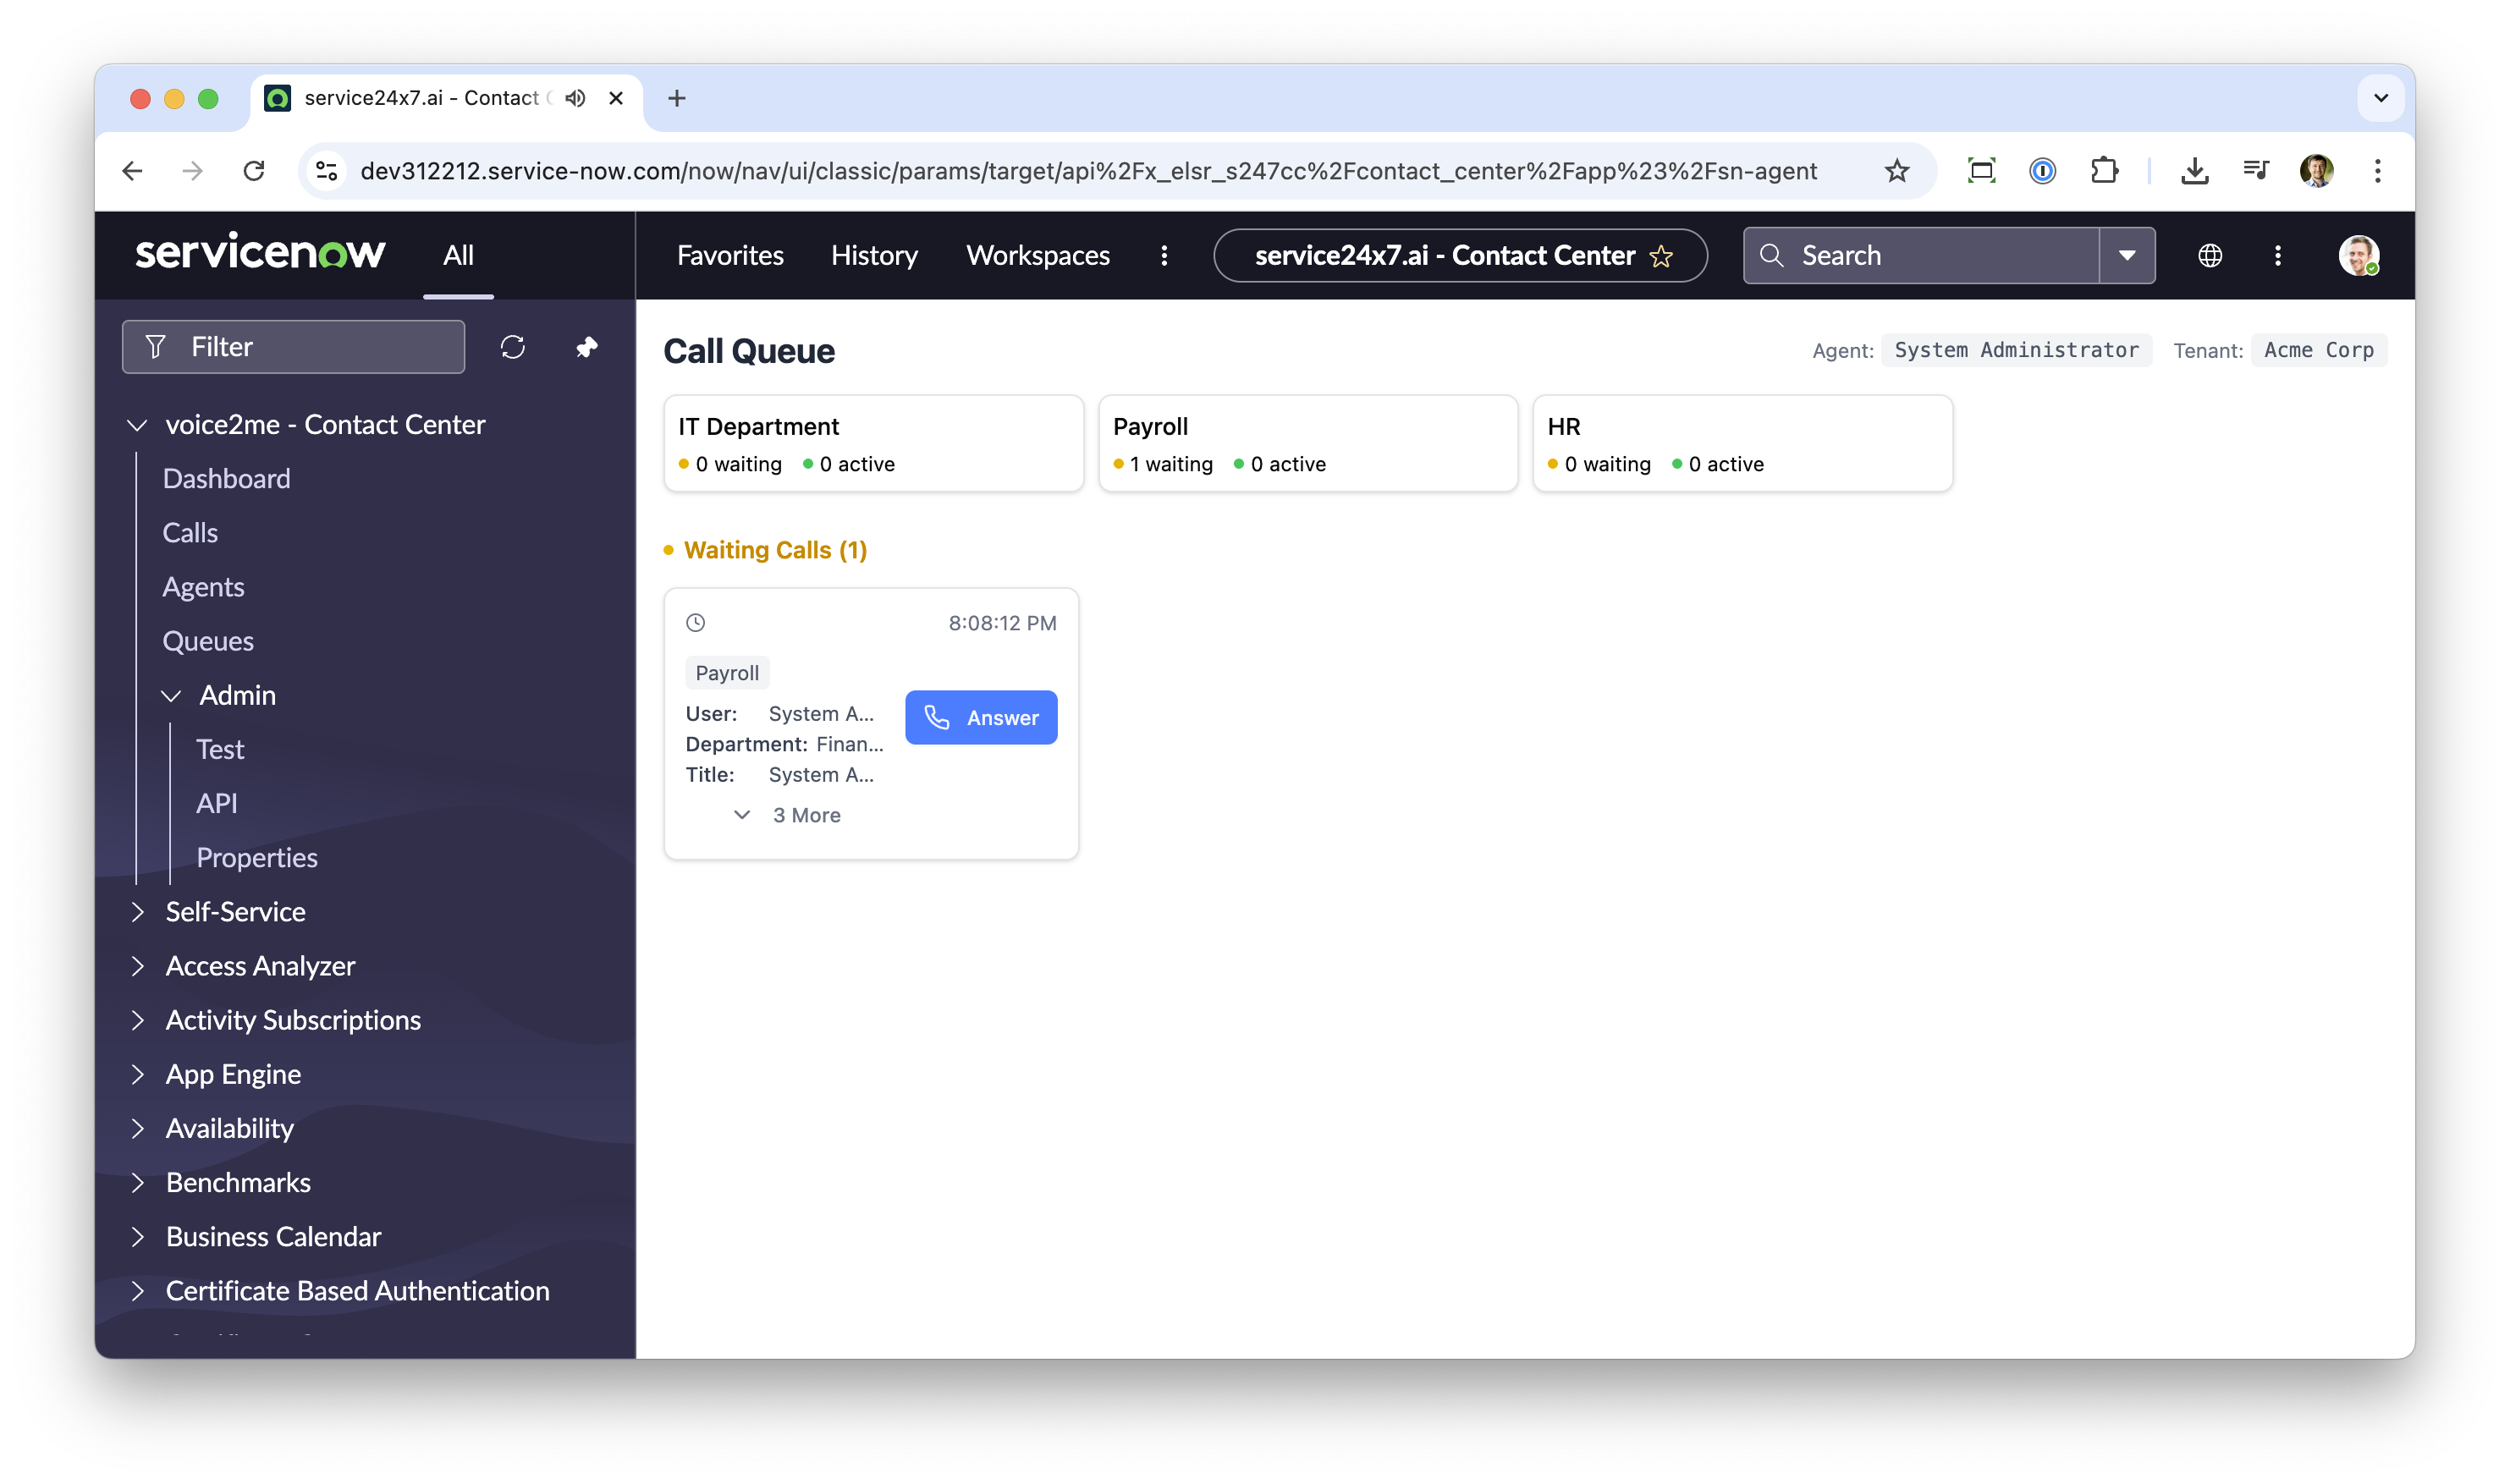 service24x7.ai - Contact
dev312212.service-now.com/now/nav/ui/classic/params/target/api%2Fx_elsr_s247cc%2Fcontact_center%2Fapp%23%2Fsn-agent
servicenow All Favorites History Workspaces service24x7.ai - Contact Center Search
Filter
voice2me - Contact Center
Dashboard
Calls
Agents
Queues
Admin
Test
API
Properties
Self-Service
Access Analyzer
Activity Subscriptions
App Engine
Availability
Benchmarks
Business Calendar
Certificate Based Authentication
Call Queue
Agent: System Administrator Tenant: Acme Corp
IT Department
0 waiting 0 active
Payroll
1 waiting 0 active
HR
0 waiting 0 active
Waiting Calls (1)
8:08:12 PM
Payroll
User: System A...
Department: Finan...
Title: System A...
Answer
3 More